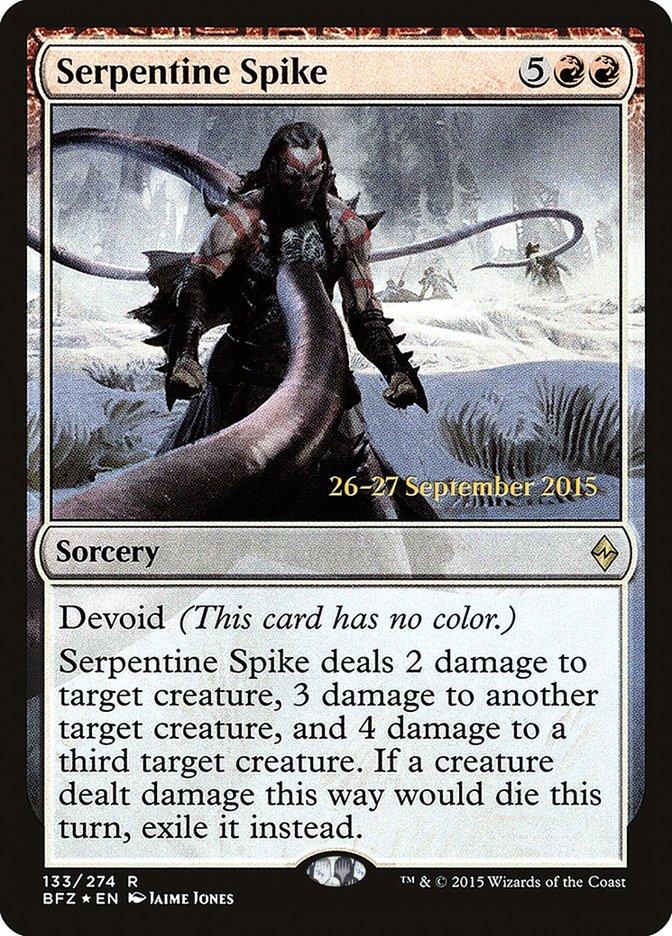 Serpentine Spike 5
26–27 September 2015
Sorcery
Devoid (This card has no color.)
Serpentine Spike deals 2 damage to
target creature, 3 damage to another
target creature, and 4 damage to a
third target creature. If a creature
dealt damage this way would die this
turn, exile it instead.
133/274 R
BFZ ★ EN Jaime Jones
™ & © 2015 Wizards of the Coast